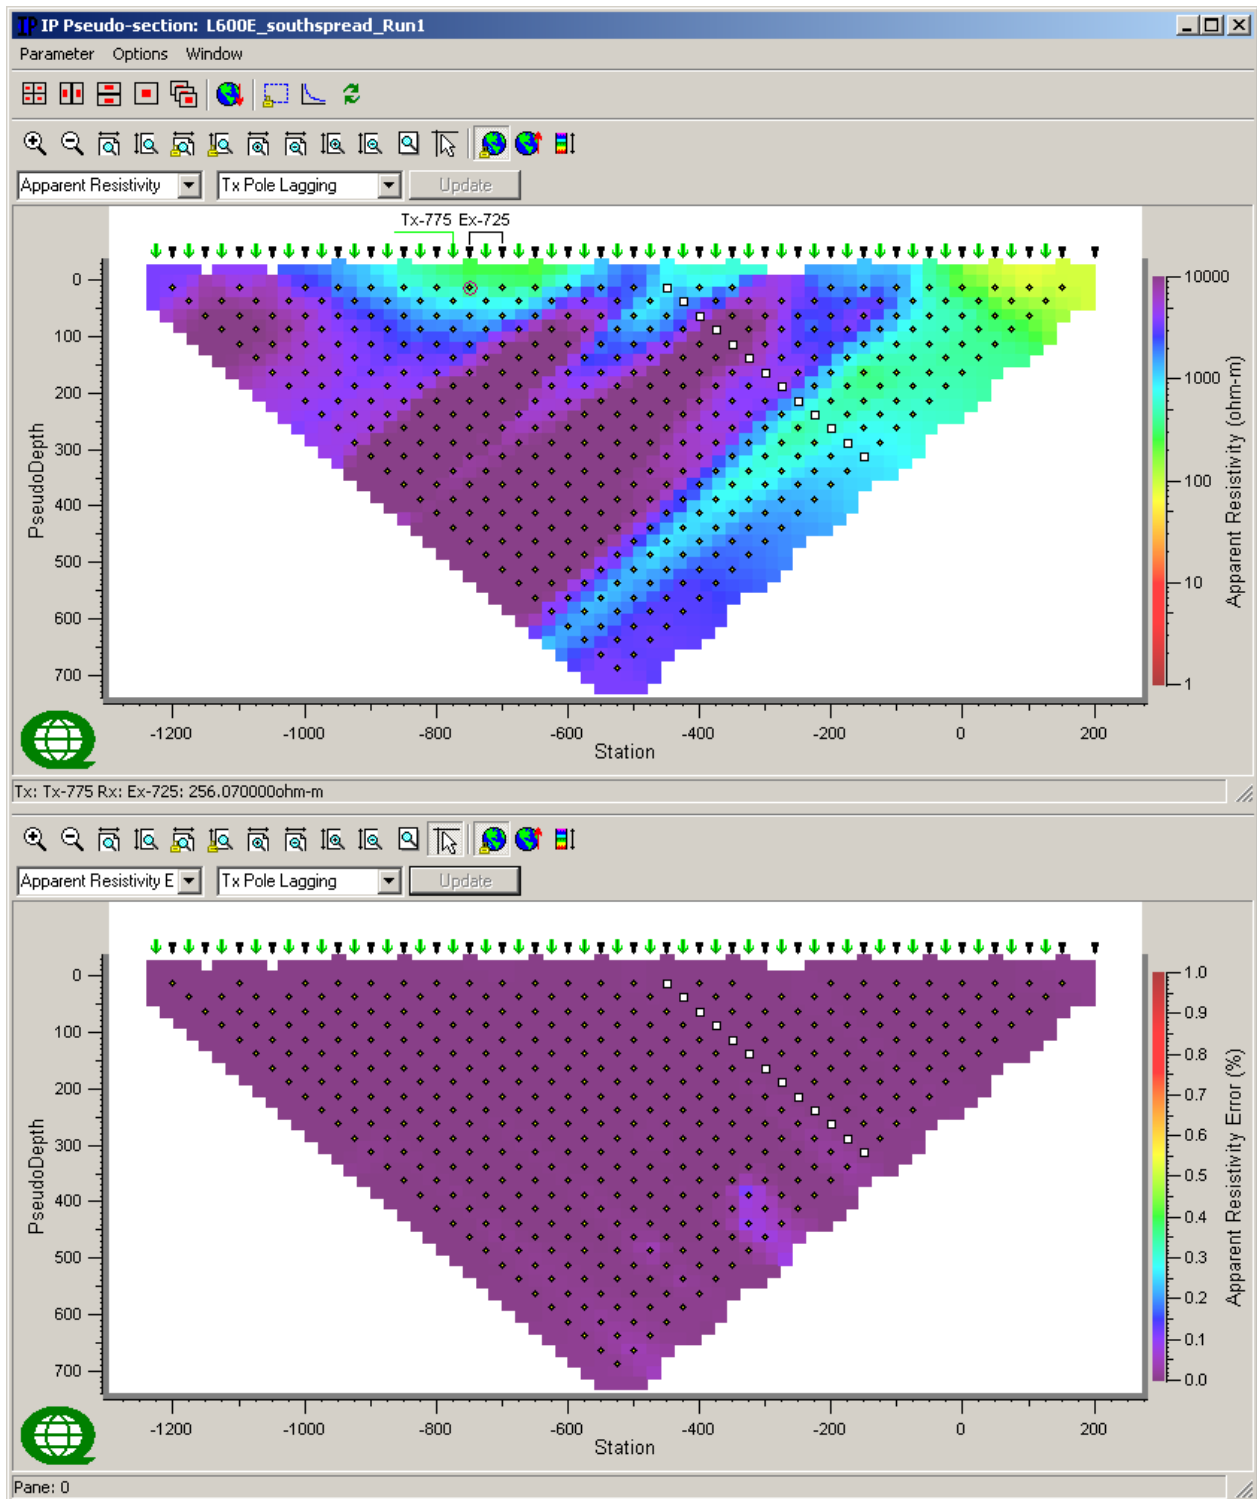 IP Pseudo-section: L600E_southspread_Run1
Parameter Options Window
Apparent Resistivity Tx Pole Lagging Update
Tx-775 Ex-725
0
100
200
300
400
500
600
700
PseudoDepth
-1200 -1000 -800 -600 -400 -200 0 200
Station
10000
1000
100
10
1
Apparent Resistivity (ohm-m)
Tx: Tx-775 Rx: Ex-725: 256.070000ohm-m
Apparent Resistivity E Tx Pole Lagging Update
0
100
200
300
400
500
600
700
PseudoDepth
-1200 -1000 -800 -600 -400 -200 0 200
Station
1.0
0.9
0.8
0.7
0.6
0.5
0.4
0.3
0.2
0.1
0.0
Apparent Resistivity Error (%)
Pane: 0